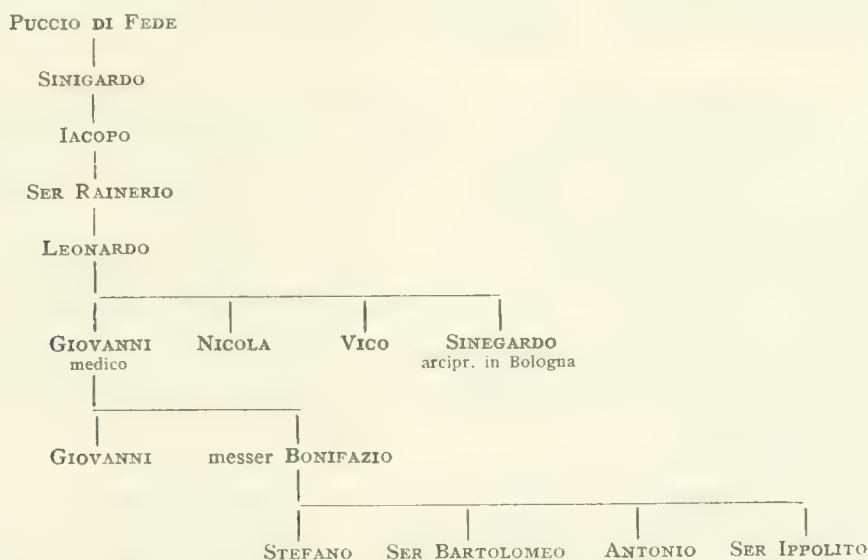 PUCCIO DI FEDE
SINIGARDO
IACOPO
SER RAINERIO
LEONARDO
GIOVANNI NICOLA VICO SINEGARDO
medico arcipr. in Bologna
GIOVANNI messer BONIFAZIO
STEFANO SER BARTOLOMEO ANTONIO SER IPPOLITO